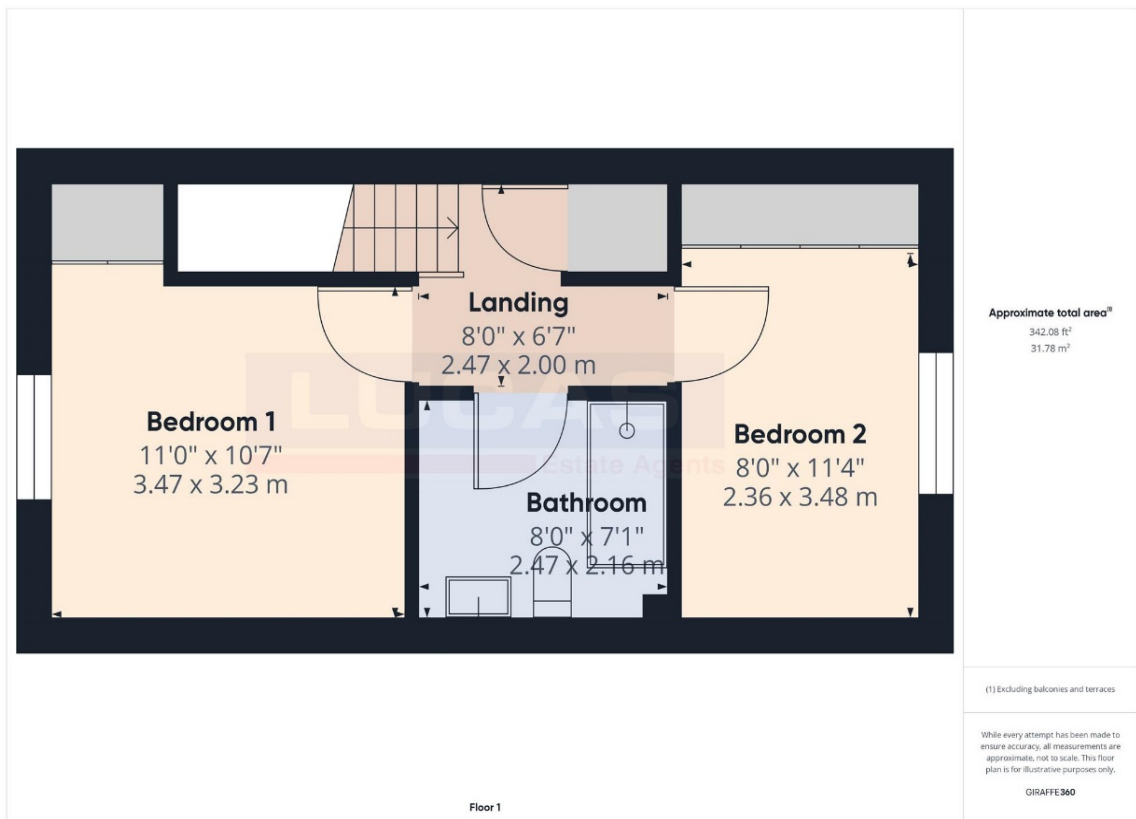 Landing
8'0" x 6'7"
2.47 x 2.00 m
LUCAS
Estate Agents
Bedroom 1
11'0" x 10'7"
3.47 x 3.23 m
Bedroom 2
8'0" x 11'4"
2.36 x 3.48 m
Bathroom
8'0" x 7'1"
2.47 x 2.16 m
Floor 1
Approximate total area(1)
342.08 ft²
31.78 m²
(1) Excluding balconies and terraces
While every attempt has been made to
ensure accuracy, all measurements are
approximate, not to scale. This floor
plan is for illustrative purposes only.
GIRAFFE360